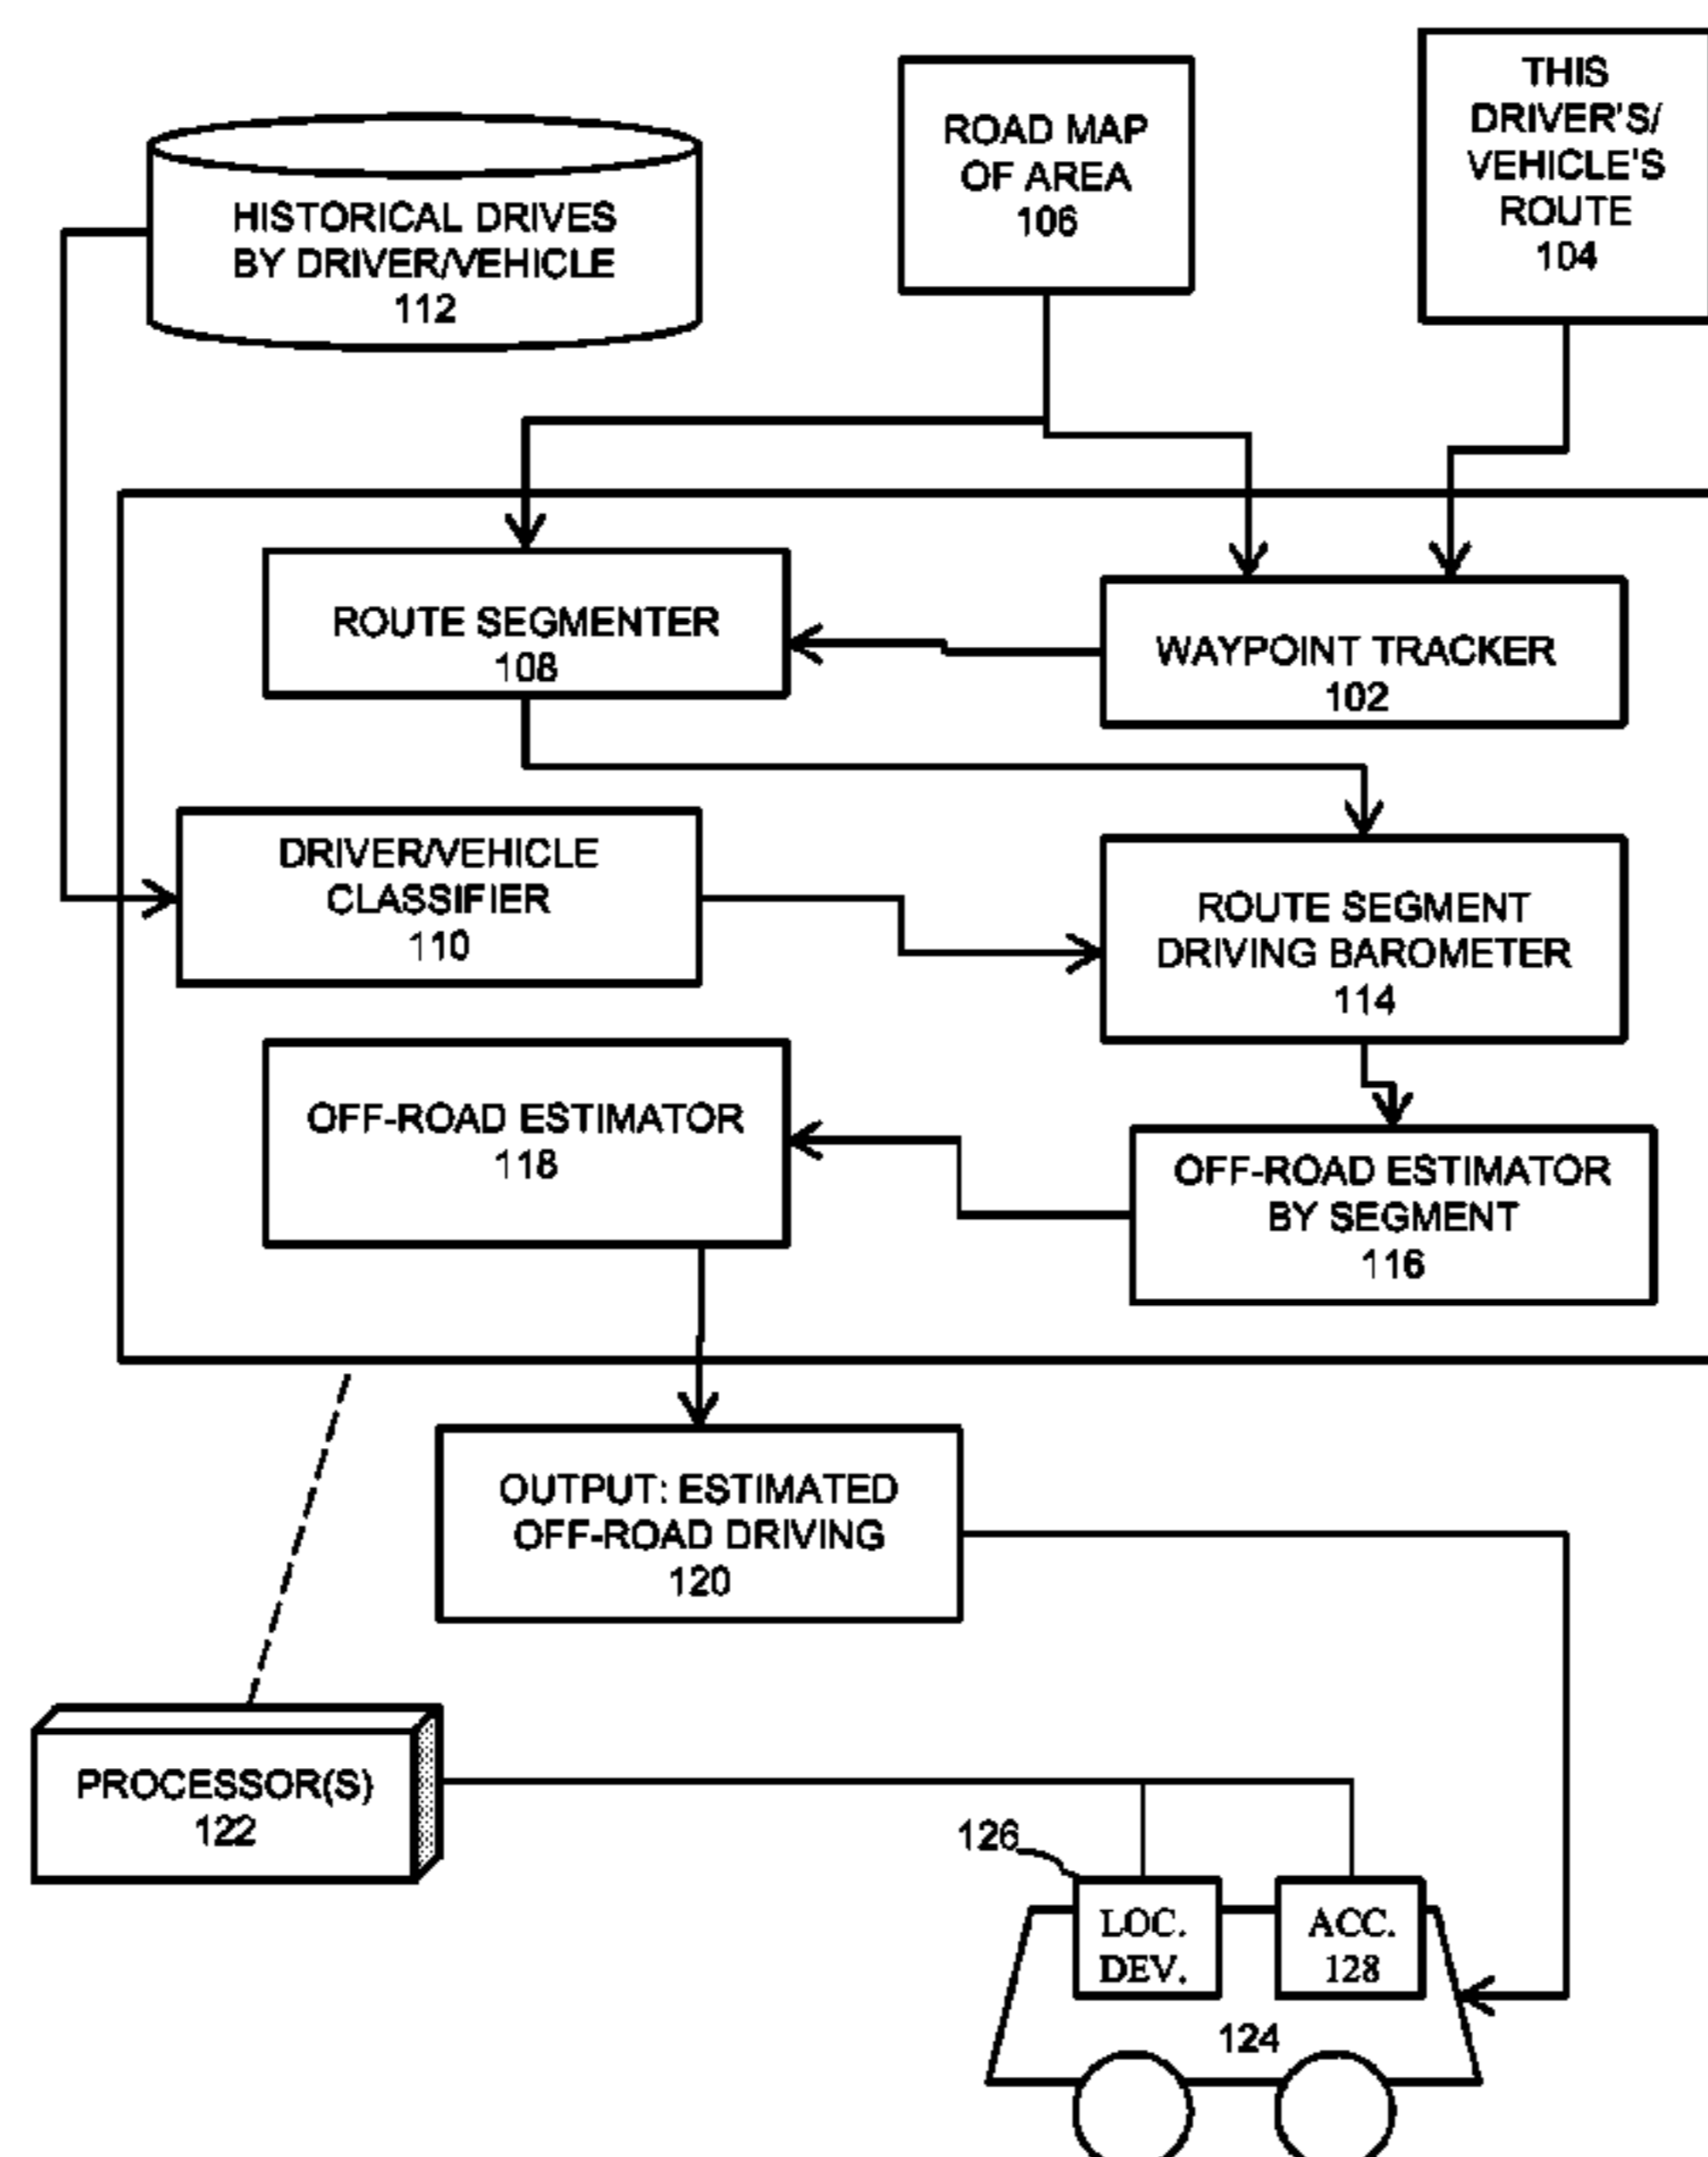 HISTORICAL DRIVES
BY DRIVER/VEHICLE
112
ROAD MAP
OF AREA
106
THIS
DRIVER'S/
VEHICLE'S
ROUTE
104
ROUTE SEGMENTER
108
WAYPOINT TRACKER
102
DRIVER/VEHICLE
CLASSIFIER
110
ROUTE SEGMENT
DRIVING BAROMETER
114
OFF-ROAD ESTIMATOR
118
OFF-ROAD ESTIMATOR
BY SEGMENT
116
OUTPUT: ESTIMATED
OFF-ROAD DRIVING
120
PROCESSOR(S)
122
126
LOC.
DEV.
ACC.
128
124